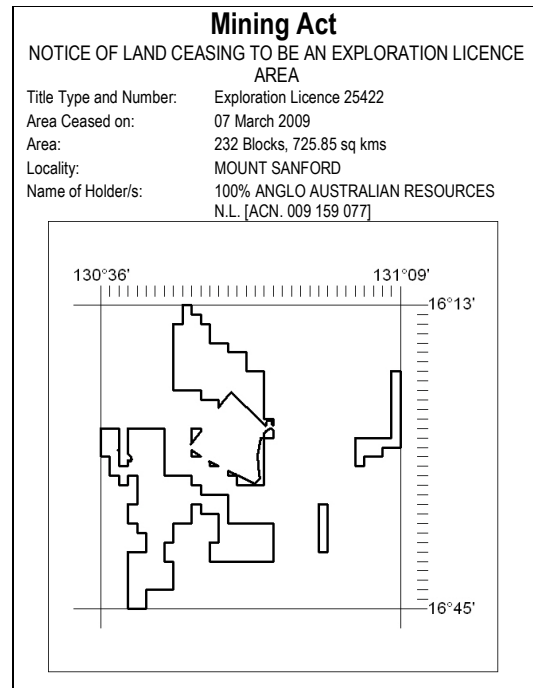 Mining Act
NOTICE OF LAND CEASING TO BE AN EXPLORATION LICENCE
AREA
Title Type and Number: Exploration Licence 25422
Area Ceased on: 07 March 2009
Area: 232 Blocks, 725.85 sq kms
Locality: MOUNT SANFORD
Name of Holder/s: 100% ANGLO AUSTRALIAN RESOURCES
N.L. [ACN. 009 159 077]
130°36' 131°09'
16°13'
16°45'